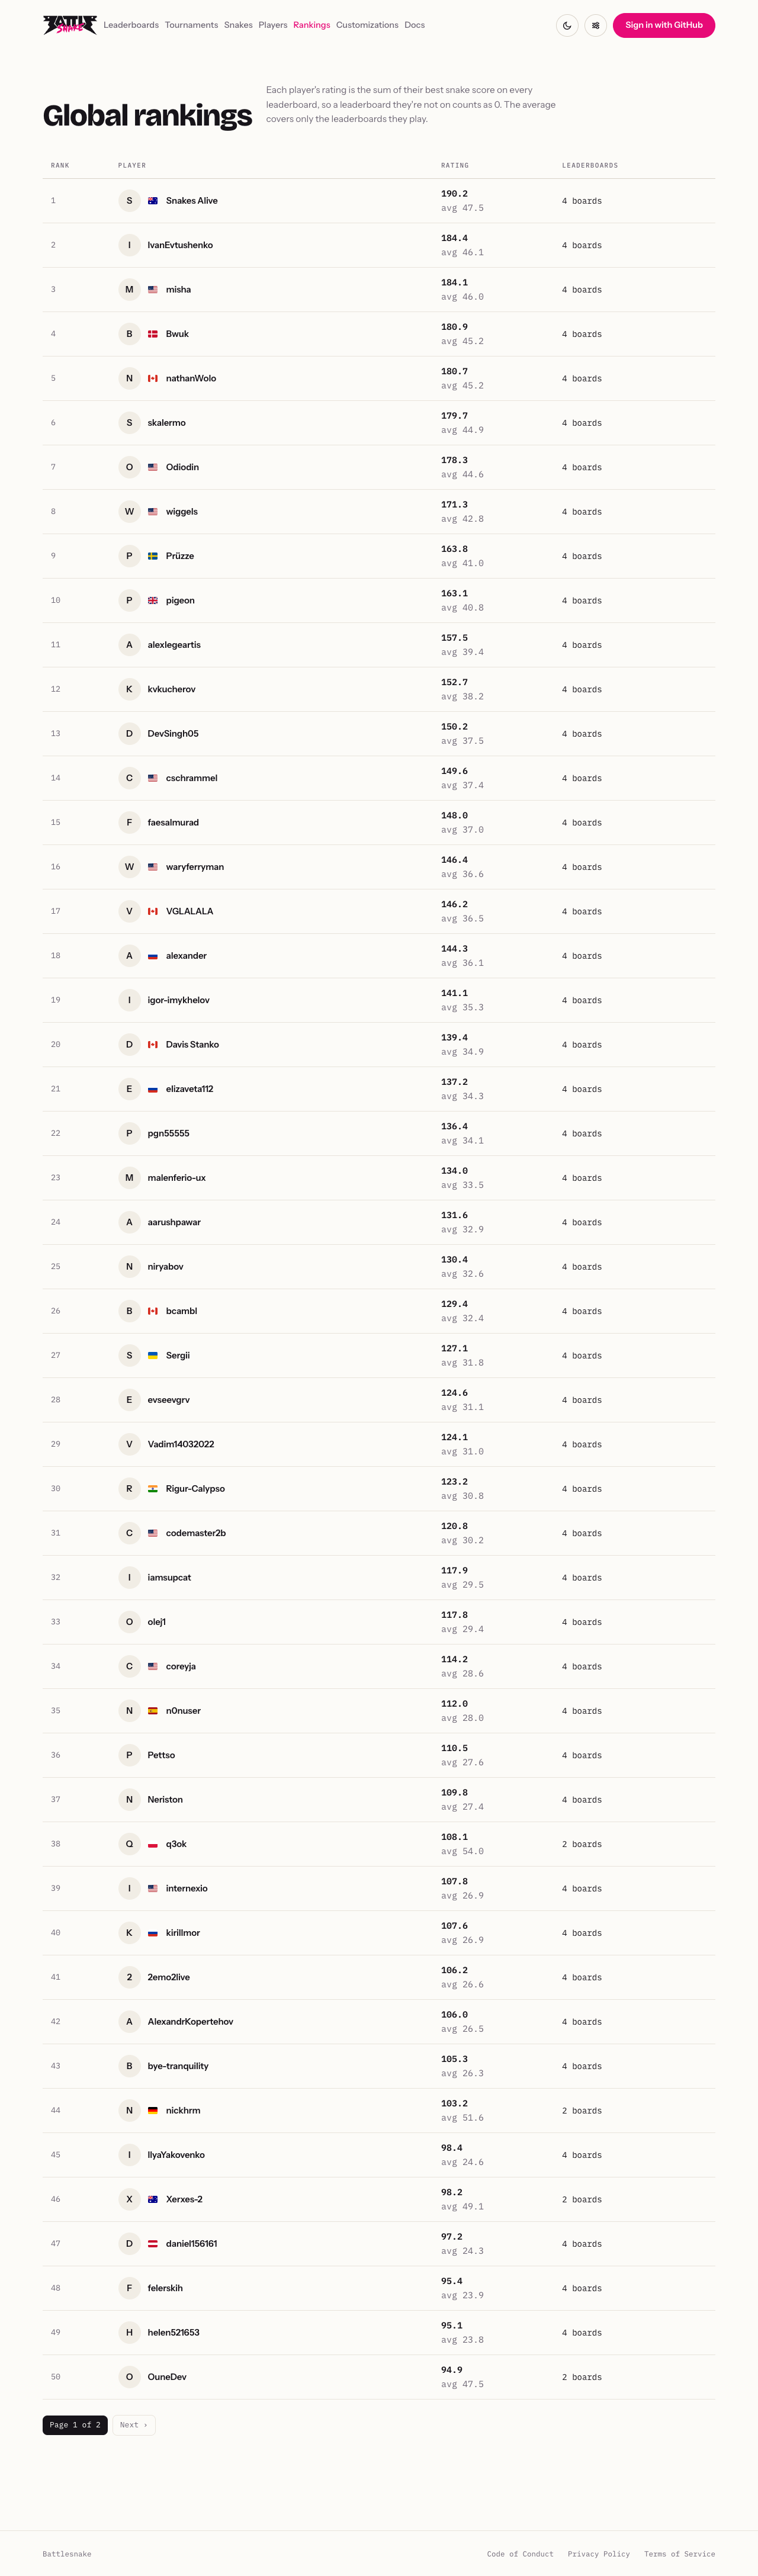 BATTLE SNAKE Leaderboards Tournaments Snakes Players Rankings Customizations Docs Sign in with GitHub
Global rankings
Each player's rating is the sum of their best snake score on every
leaderboard, so a leaderboard they're not on counts as 0. The average
covers only the leaderboards they play.
RANK PLAYER RATING LEADERBOARDS
1 S Snakes Alive 190.2 avg 47.5 4 boards
2 I IvanEvtushenko 184.4 avg 46.1 4 boards
3 M misha 184.1 avg 46.0 4 boards
4 B Bwuk 180.9 avg 45.2 4 boards
5 N nathanWolo 180.7 avg 45.2 4 boards
6 S skalermo 179.7 avg 44.9 4 boards
7 O Odiodin 178.3 avg 44.6 4 boards
8 W wiggels 171.3 avg 42.8 4 boards
9 P Prüzze 163.8 avg 41.0 4 boards
10 P pigeon 163.1 avg 40.8 4 boards
11 A alexlegeartis 157.5 avg 39.4 4 boards
12 K kvkucherov 152.7 avg 38.2 4 boards
13 D DevSingh05 150.2 avg 37.5 4 boards
14 C cschrammel 149.6 avg 37.4 4 boards
15 F faesalmurad 148.0 avg 37.0 4 boards
16 W waryferryman 146.4 avg 36.6 4 boards
17 V VGLALALA 146.2 avg 36.5 4 boards
18 A alexander 144.3 avg 36.1 4 boards
19 I igor-imykhelov 141.1 avg 35.3 4 boards
20 D Davis Stanko 139.4 avg 34.9 4 boards
21 E elizaveta112 137.2 avg 34.3 4 boards
22 P pgn55555 136.4 avg 34.1 4 boards
23 M malenferio-ux 134.0 avg 33.5 4 boards
24 A aarushpawar 131.6 avg 32.9 4 boards
25 N niryabov 130.4 avg 32.6 4 boards
26 B bcambl 129.4 avg 32.4 4 boards
27 S Sergii 127.1 avg 31.8 4 boards
28 E evseevgrv 124.6 avg 31.1 4 boards
29 V Vadim14032022 124.1 avg 31.0 4 boards
30 R Rigur-Calypso 123.2 avg 30.8 4 boards
31 C codemaster2b 120.8 avg 30.2 4 boards
32 I iamsupcat 117.9 avg 29.5 4 boards
33 O olej1 117.8 avg 29.4 4 boards
34 C coreyja 114.2 avg 28.6 4 boards
35 N n0nuser 112.0 avg 28.0 4 boards
36 P Pettso 110.5 avg 27.6 4 boards
37 N Neriston 109.8 avg 27.4 4 boards
38 Q q3ok 108.1 avg 54.0 2 boards
39 I internexio 107.8 avg 26.9 4 boards
40 K kirillmor 107.6 avg 26.9 4 boards
41 2 2emo2live 106.2 avg 26.6 4 boards
42 A AlexandrKopertehov 106.0 avg 26.5 4 boards
43 B bye-tranquility 105.3 avg 26.3 4 boards
44 N nickhrm 103.2 avg 51.6 2 boards
45 I IlyaYakovenko 98.4 avg 24.6 4 boards
46 X Xerxes-2 98.2 avg 49.1 2 boards
47 D daniel156161 97.2 avg 24.3 4 boards
48 F felerskih 95.4 avg 23.9 4 boards
49 H helen521653 95.1 avg 23.8 4 boards
50 O OuneDev 94.9 avg 47.5 2 boards
Page 1 of 2 Next ›
Battlesnake Code of Conduct Privacy Policy Terms of Service